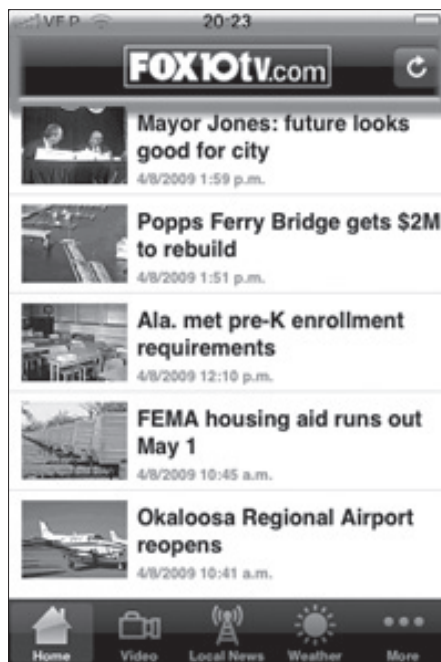 VF P 20:23
FOX10tv.com
Mayor Jones: future looks
good for city
4/8/2009 1:59 p.m.
Popps Ferry Bridge gets $2M
to rebuild
4/8/2009 1:51 p.m.
Ala. met pre-K enrollment
requirements
4/8/2009 12:10 p.m.
FEMA housing aid runs out
May 1
4/8/2009 10:45 a.m.
Okaloosa Regional Airport
reopens
4/8/2009 10:41 a.m.
Home Video Local News Weather More